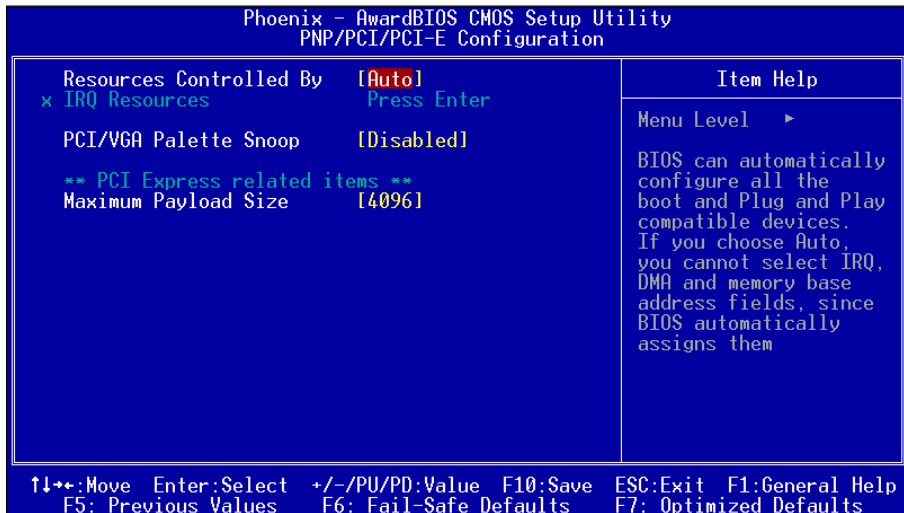 Phoenix - AwardBIOS CMOS Setup Utility
PNP/PCI/PCI-E Configuration
Resources Controlled By [Auto]
x IRQ Resources Press Enter
PCI/VGA Palette Snoop [Disabled]
** PCI Express related items **
Maximum Payload Size [4096]
Item Help
Menu Level ►
BIOS can automatically
configure all the
boot and Plug and Play
compatible devices.
If you choose Auto,
you cannot select IRQ,
DMA and memory base
address fields, since
BIOS automatically
assigns them
↑↓→←:Move Enter:Select +/-/PU/PD:Value F10:Save ESC:Exit F1:General Help
F5: Previous Values F6: Fail-Safe Defaults F7: Optimized Defaults